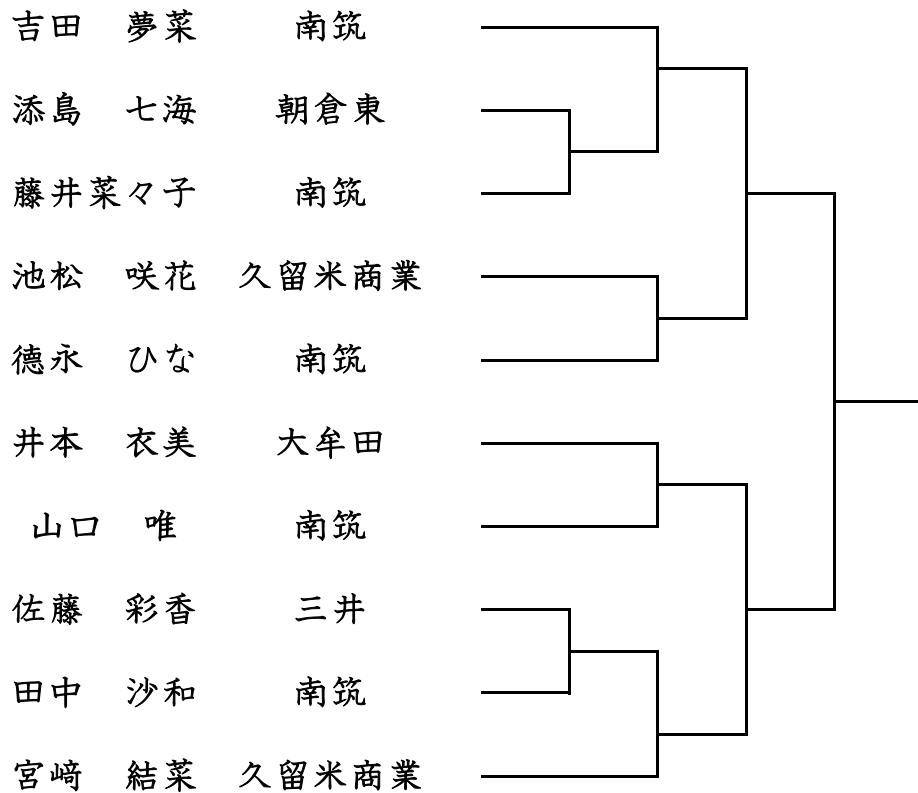 吉田　夢菜　南筑
添島　七海　朝倉東
藤井菜々子　南筑
池松　咲花　久留米商業
德永　ひな　南筑
井本　衣美　大牟田
山口　唯　南筑
佐藤　彩香　三井
田中　沙和　南筑
宮﨑　結菜　久留米商業